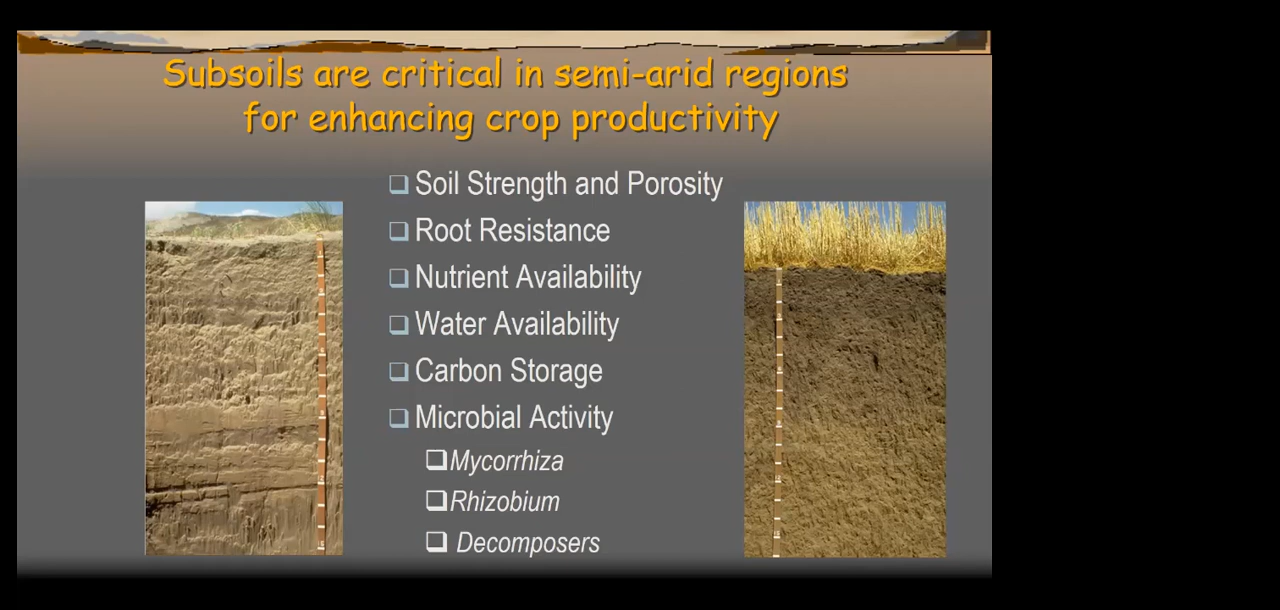 Subsoils are critical in semi-arid regions
for enhancing crop productivity
Soil Strength and Porosity
Root Resistance
Nutrient Availability
Water Availability
Carbon Storage
Microbial Activity
Mycorrhiza
Rhizobium
Decomposers